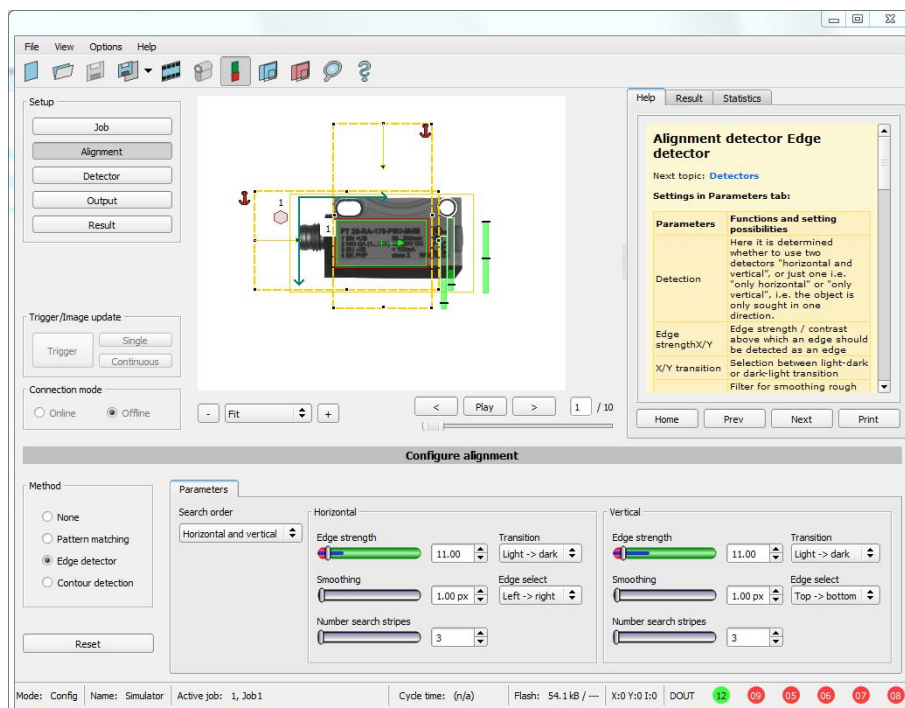 File View Options Help
Setup
Job
Alignment
Detector
Output
Result
Trigger/Image update
Trigger
Single
Continuous
Connection mode
Online Offline
1
1
FT 25-RA-170-PSU-M4M
- Fit +
< Play > 1 / 10
Help Result Statistics
Alignment detector Edge
detector
Next topic: Detectors
Settings in Parameters tab:
Parameters Functions and setting
possibilities
Detection Here it is determined
whether to use two
detectors "horizontal and
vertical", or just one i.e.
"only horizontal" or "only
vertical", i.e. the object is
only sought in one
direction.
Edge
strengthX/Y Edge strength / contrast
above which an edge should
be detected as an edge
X/Y transition Selection between light-dark
or dark-light transition
Filter for smoothing rough
Home Prev Next Print
Configure alignment
Method
None
Pattern matching
Edge detector
Contour detection
Reset
Parameters
Search order
Horizontal and vertical
Horizontal
Edge strength Transition
11.00 Light -> dark
Smoothing Edge select
1.00 px Left -> right
Number search stripes
3
Vertical
Edge strength Transition
11.00 Light -> dark
Smoothing Edge select
1.00 px Top -> bottom
Number search stripes
3
Mode: Config Name: Simulator Active job: 1, Job1 Cycle time: (n/a) Flash: 54.1 kB / --- X:0 Y:0 I:0 DOUT 12 09 05 06 07 08